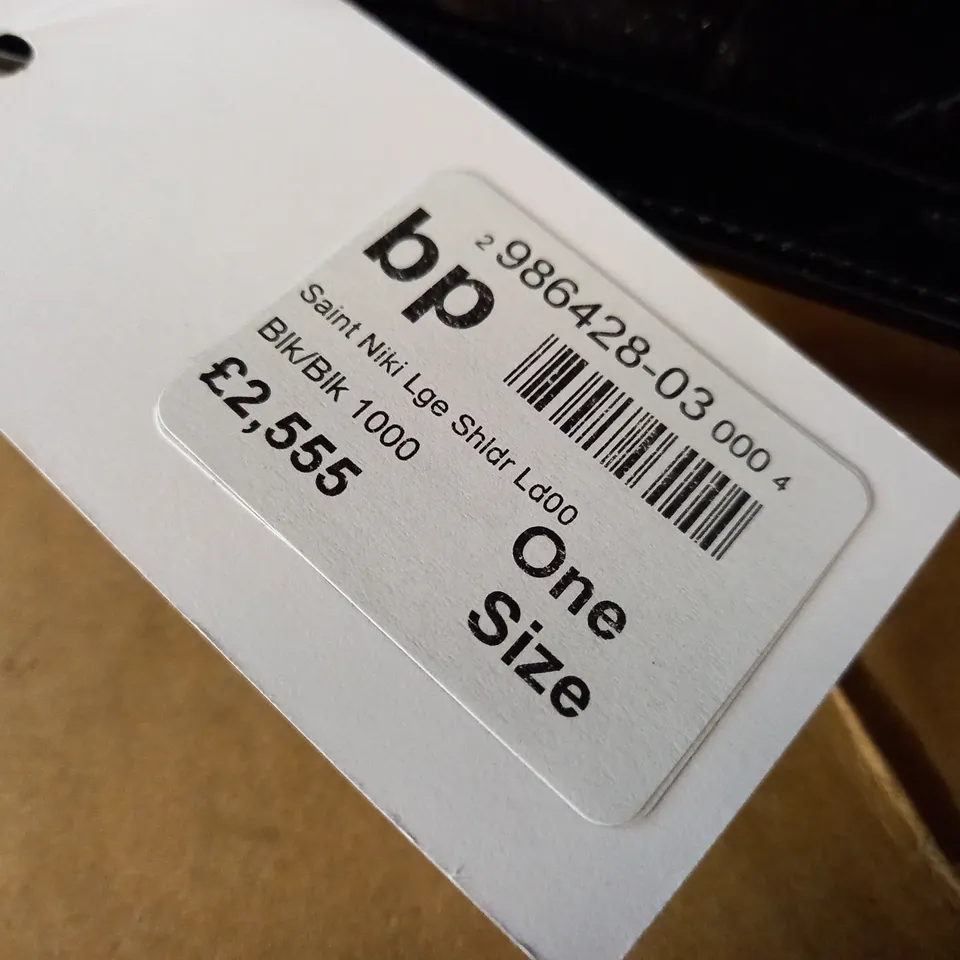 bp
2 986428-03 000 4
Saint Niki Lge Shldr Ld00
Blk/Blk 1000
£2,555
One
Size